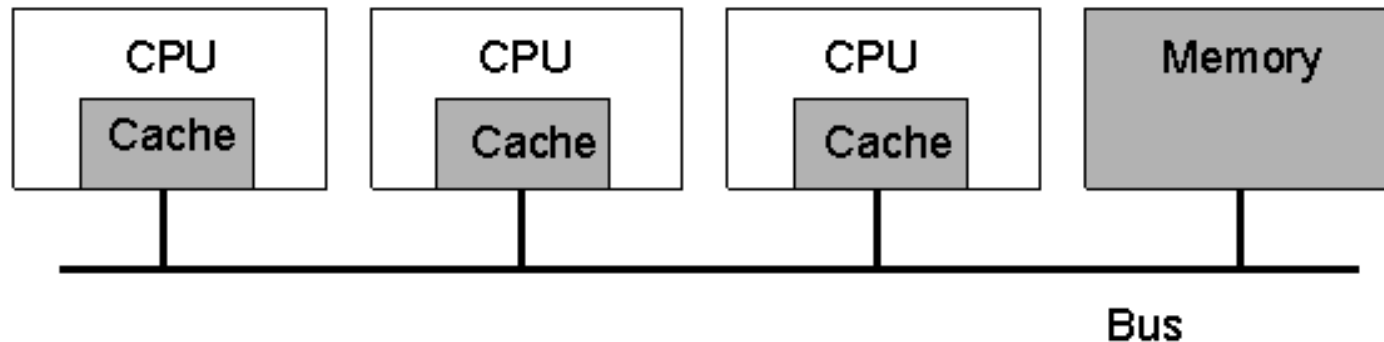 CPU
Cache
CPU
Cache
CPU
Cache
Memory
Bus